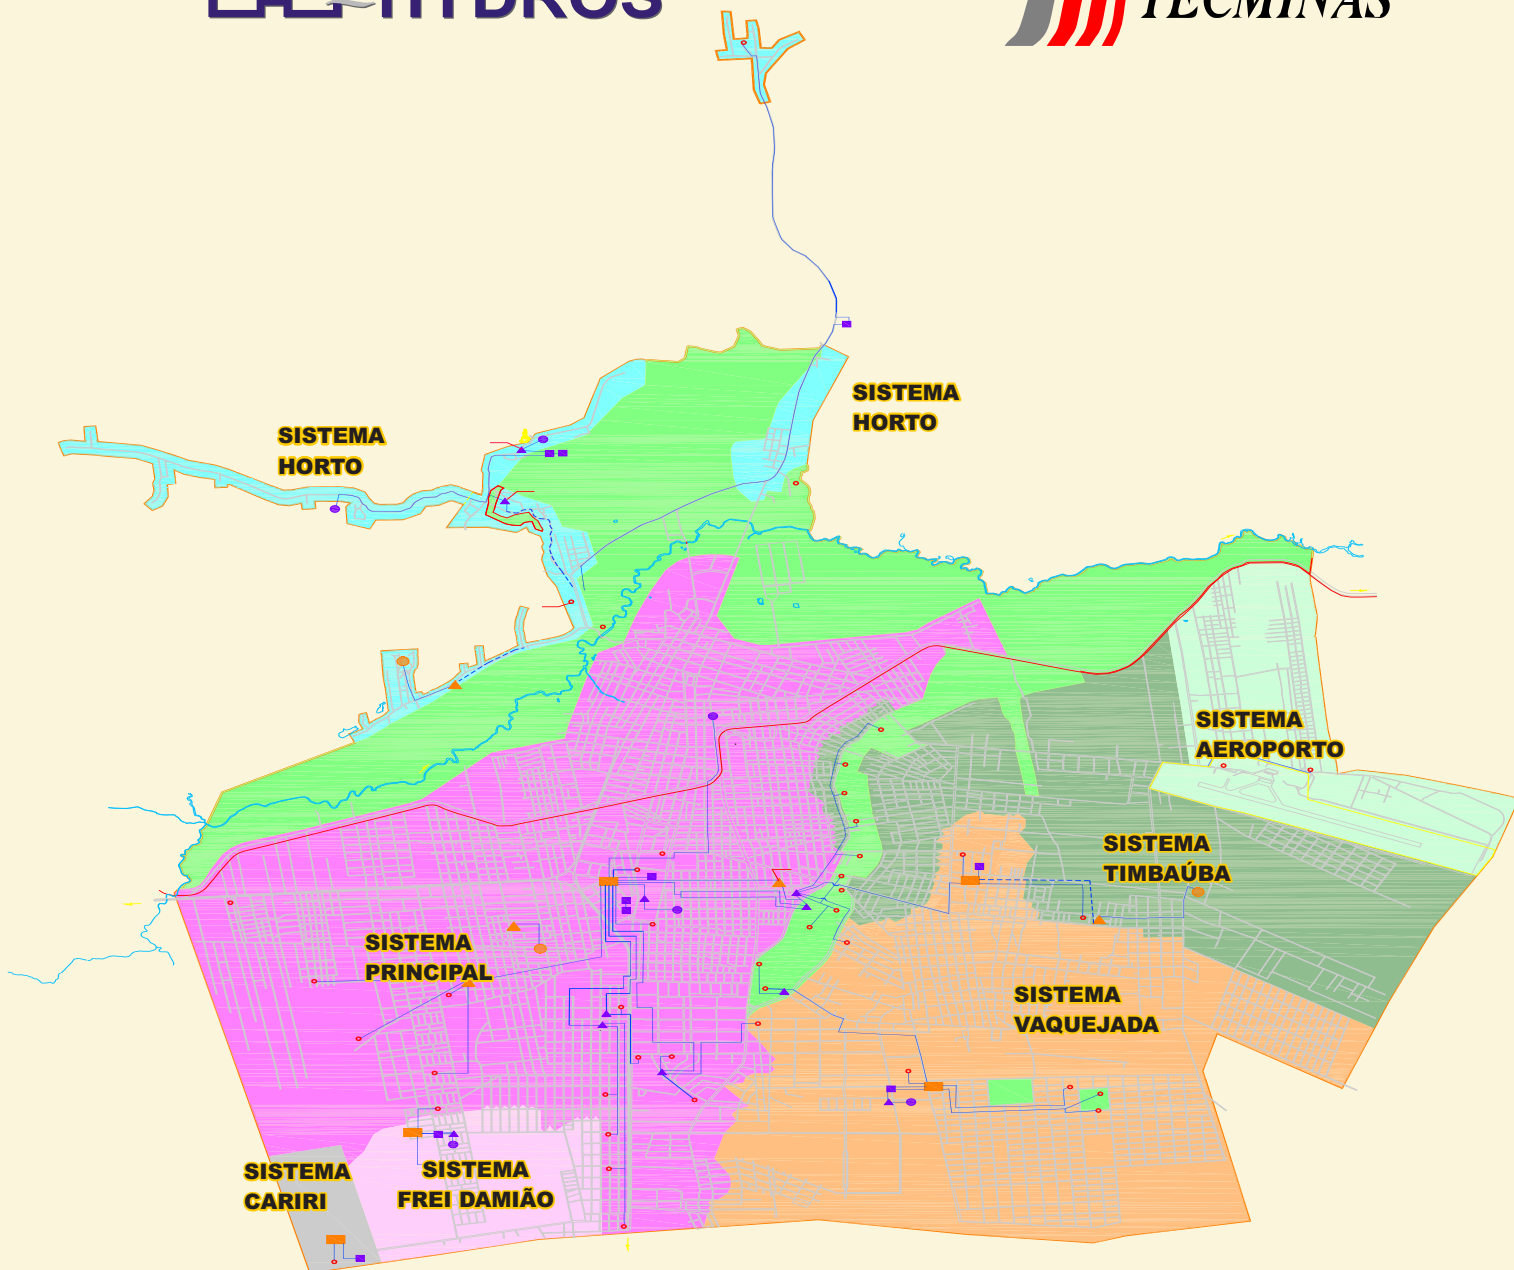 HYDROS
TECMINAS
SISTEMA
HORTO
SISTEMA
HORTO
SISTEMA
AEROPORTO
SISTEMA
TIMBAÚBA
SISTEMA
PRINCIPAL
SISTEMA
VAQUEJADA
SISTEMA
CARIRI
SISTEMA
FREI DAMIÃO